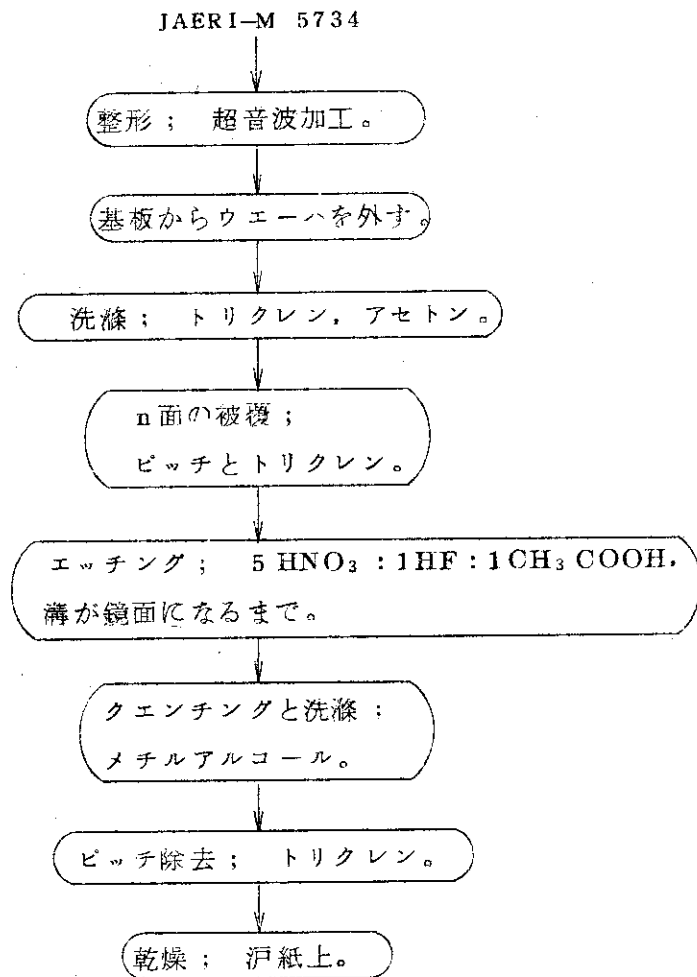 JAERI-M 5734
整形； 超音波加工。
基板からウエーハを外す。
洗滌； トリクレン，アセトン。
n面の被覆；
ピッチとトリクレン。
エッチング； 5HNO₃：1HF：1CH₃COOH，
溝が鏡面になるまで。
クエンチングと洗滌；
メチルアルコール。
ピッチ除去； トリクレン。
乾燥； 沪紙上。